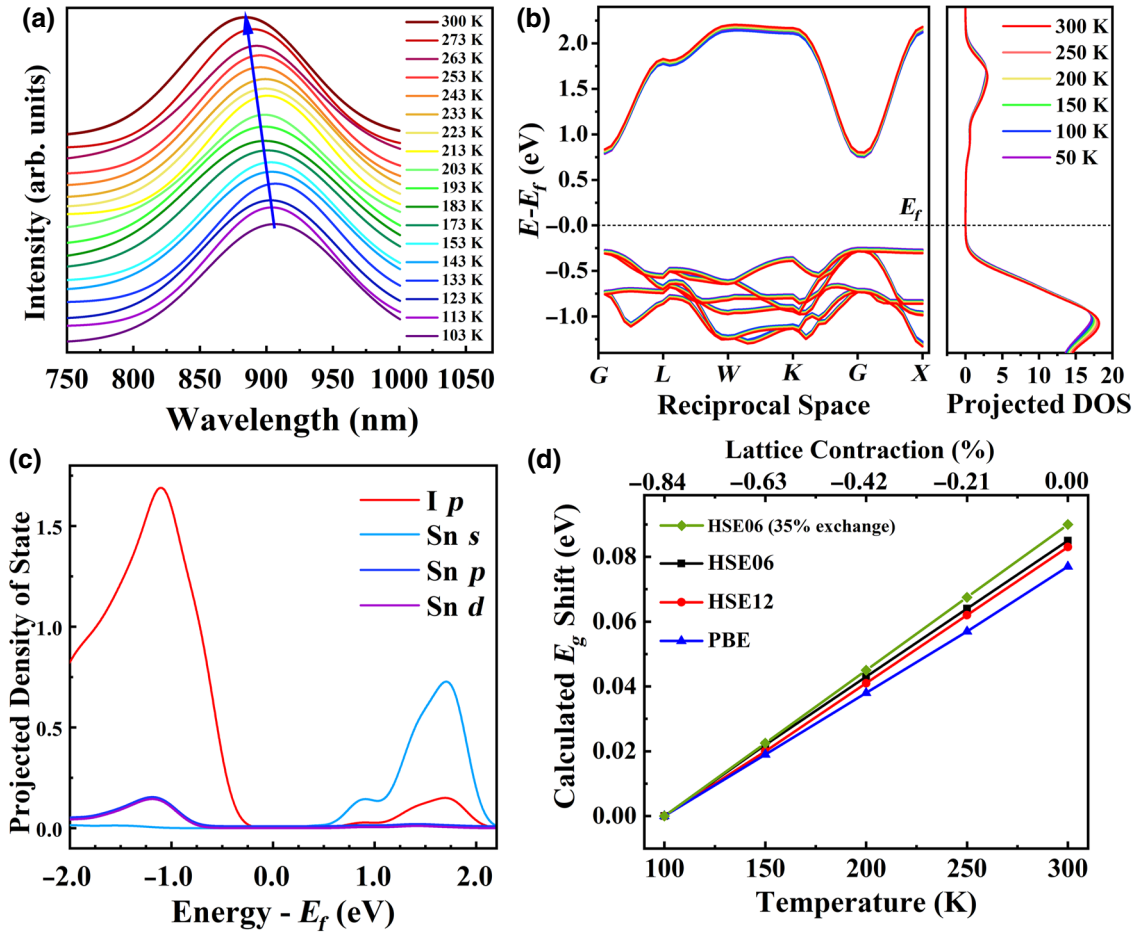 (a)
Intensity (arb. units)
300 K
273 K
263 K
253 K
243 K
233 K
223 K
213 K
203 K
193 K
183 K
173 K
153 K
143 K
133 K
123 K
113 K
103 K
750 800 850 900 950 1000 1050
Wavelength (nm)
(b)
E-Ef (eV)
2.0
1.5
1.0
0.5
-0.0
-0.5
-1.0
Ef
G L W K G X
Reciprocal Space
300 K
250 K
200 K
150 K
100 K
50 K
0 5 10 15 20
Projected DOS
(c)
Projected Density of State
1.5
1.0
0.5
0.0
I p
Sn s
Sn p
Sn d
-2.0 -1.0 0.0 1.0 2.0
Energy - Ef (eV)
(d)
Lattice Contraction (%)
-0.84 -0.63 -0.42 -0.21 0.00
Calculated Eg Shift (eV)
0.08
0.06
0.04
0.02
0.00
HSE06 (35% exchange)
HSE06
HSE12
PBE
100 150 200 250 300
Temperature (K)